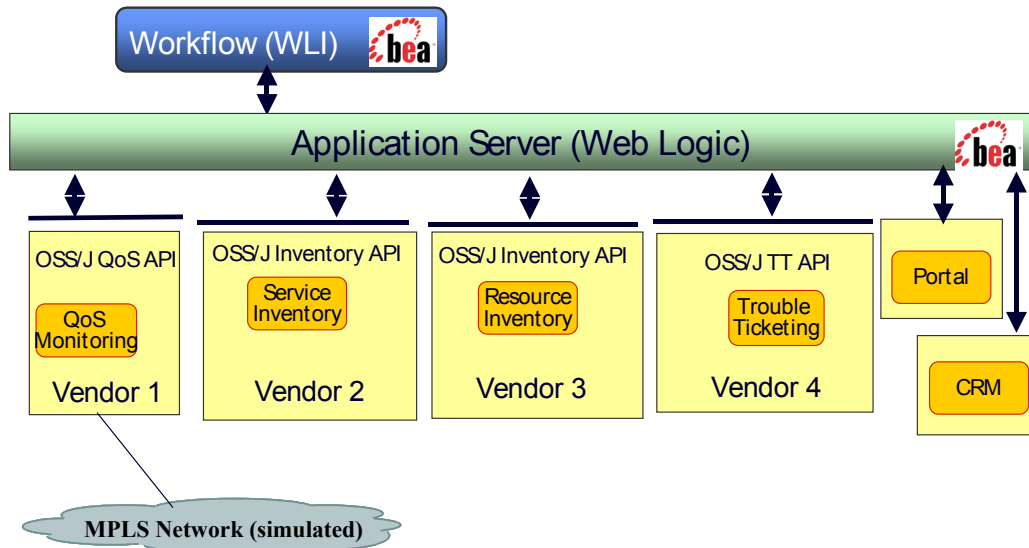 Workflow (WLI)
bea
Application Server (Web Logic)
bea
OSS/J QoS API
QoS
Monitoring
Vendor 1
OSS/J Inventory API
Service
Inventory
Vendor 2
OSS/J Inventory API
Resource
Inventory
Vendor 3
OSS/J TT API
Trouble
Ticketing
Vendor 4
Portal
CRM
MPLS Network (simulated)